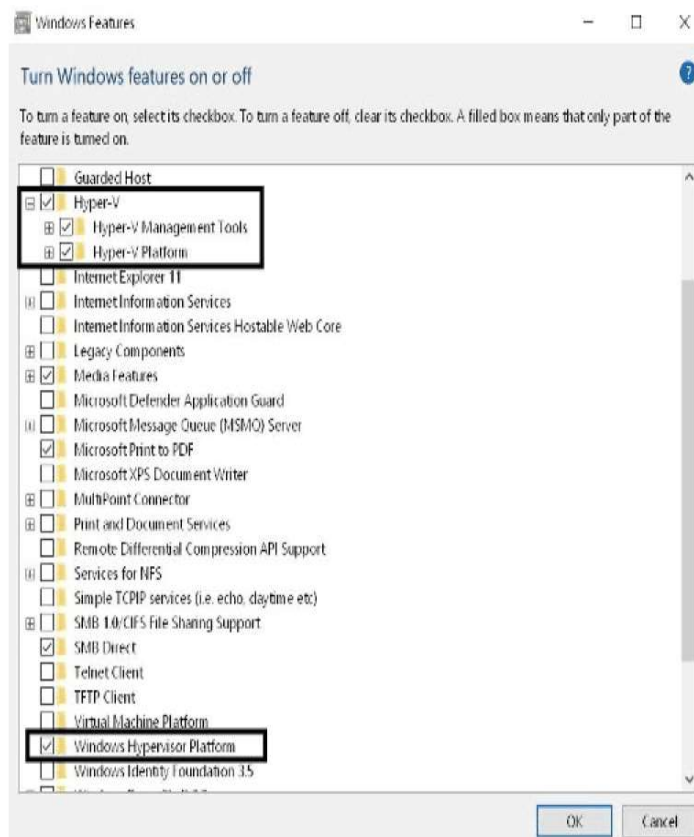 Windows Features
Turn Windows features on or off
To turn a feature on, select its checkbox. To turn a feature off, clear its checkbox. A filled box means that only part of the
feature is turned on.
Guarded Host
Hyper-V
Hyper-V Management Tools
Hyper-V Platform
Internet Explorer 11
Internet Information Services
Internet Information Services Hostable Web Core
Legacy Components
Media Features
Microsoft Defender Application Guard
Microsoft Message Queue (MSMQ) Server
Microsoft Print to PDF
Microsoft XPS Document Writer
MultiPoint Connector
Print and Document Services
Remote Differential Compression API Support
Services for NFS
Simple TCPIP services (i.e. echo, daytime etc)
SMB 1.0/CIFS File Sharing Support
SMB Direct
Telnet Client
TFTP Client
Virtual Machine Platform
Windows Hypervisor Platform
Windows Identity Foundation 3.5
OK Cancel